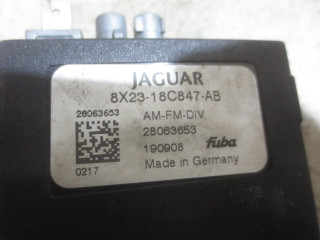 JAGUAR
8X23-18C847-AB
28063653
AM-FM-DIV
28063653
190908
fuba
0217
Made in Germany